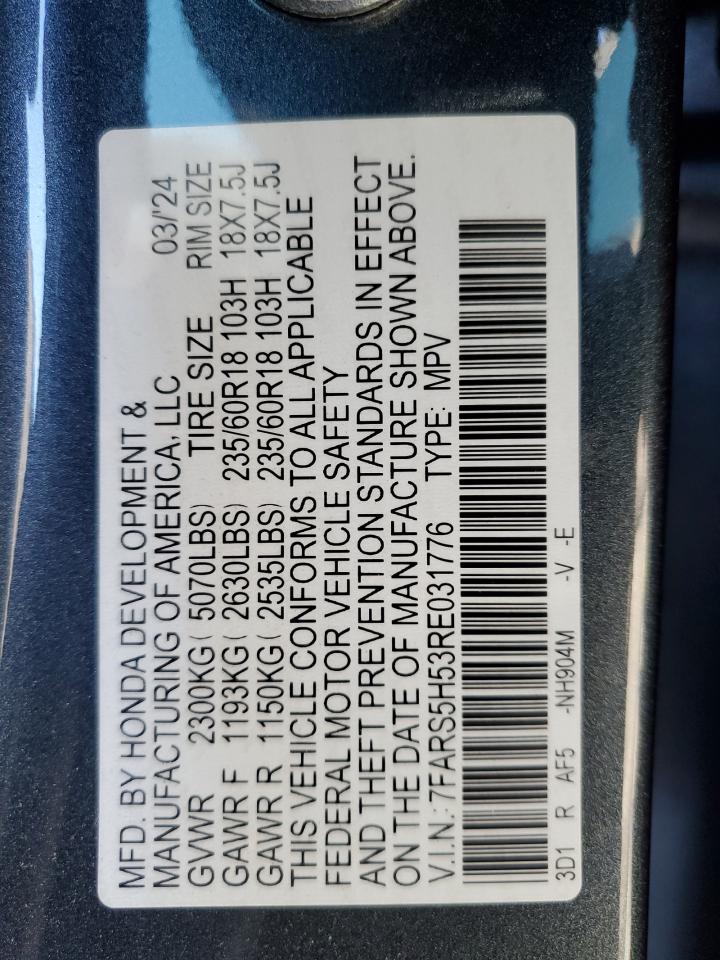 MFD. BY HONDA DEVELOPMENT &
MANUFACTURING OF AMERICA, LLC 03/'24
GVWR 2300KG( 5070LBS) TIRE SIZE RIM SIZE
GAWR F 1193KG( 2630LBS) 235/60R18 103H 18X7.5J
GAWR R 1150KG( 2535LBS) 235/60R18 103H 18X7.5J
THIS VEHICLE CONFORMS TO ALL APPLICABLE
FEDERAL MOTOR VEHICLE SAFETY
AND THEFT PREVENTION STANDARDS IN EFFECT
ON THE DATE OF MANUFACTURE SHOWN ABOVE.
V.I.N.: 7FARS5H53RE031776 TYPE: MPV
3D1 R AF5 -NH904M -V -E